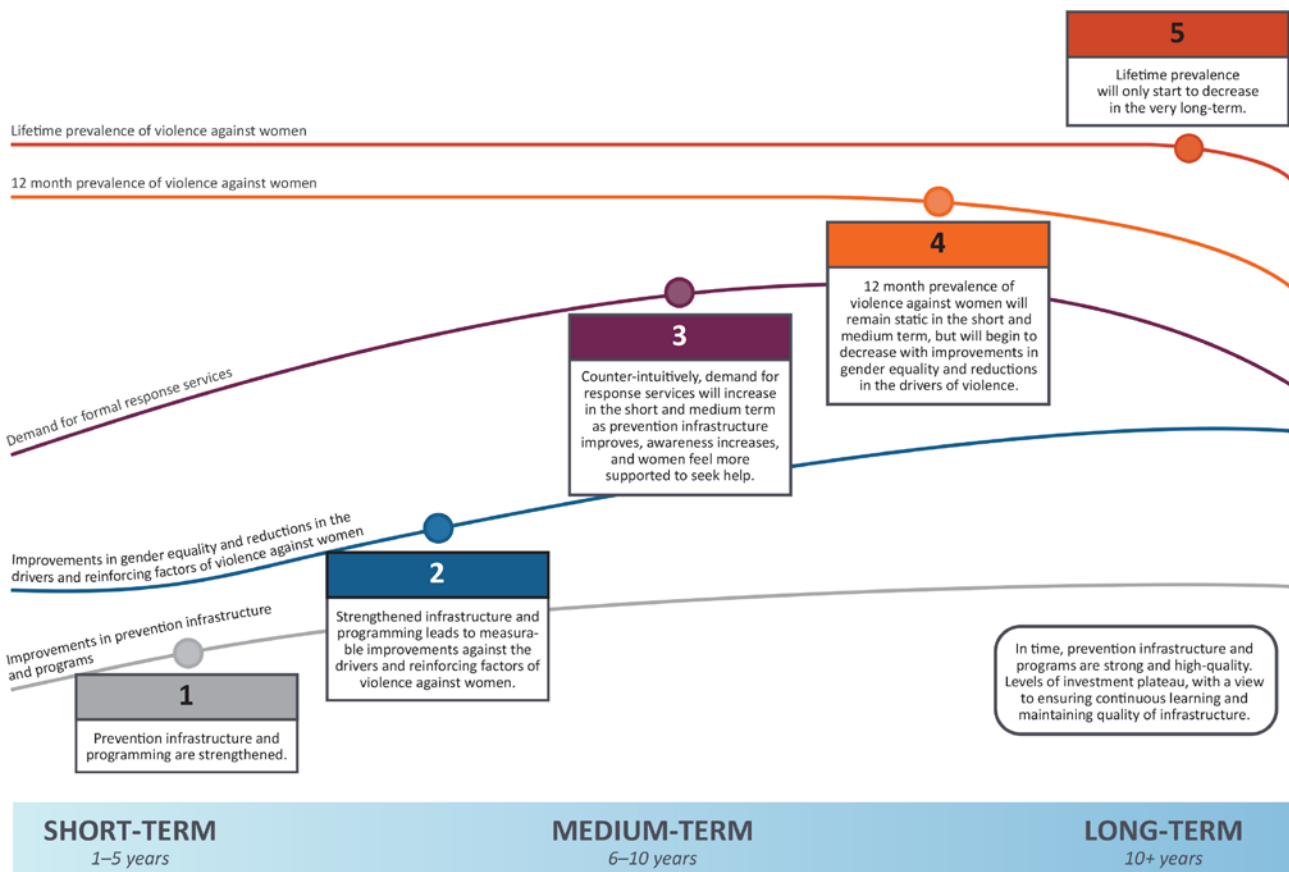 5
Lifetime prevalence
will only start to decrease
in the very long-term.
Lifetime prevalence of violence against women
12 month prevalence of violence against women
4
12 month prevalence of
violence against women will
remain static in the short and
medium term, but will begin to
decrease with improvements in
gender equality and reductions
in the drivers of violence.
3
Counter-intuitively, demand for
response services will increase
in the short and medium term
as prevention infrastructure
improves, awareness increases,
and women feel more
supported to seek help.
Demand for formal response services
Improvements in gender equality and reductions in the
drivers and reinforcing factors of violence against women
2
Strengthened infrastructure and
programming leads to measura-
ble improvements against the
drivers and reinforcing factors of
violence against women.
Improvements in prevention infrastructure
and programs
1
Prevention infrastructure and
programming are strengthened.
In time, prevention infrastructure and
programs are strong and high-quality.
Levels of investment plateau, with a view
to ensuring continuous learning and
maintaining quality of infrastructure.
SHORT-TERM
1–5 years
MEDIUM-TERM
6–10 years
LONG-TERM
10+ years